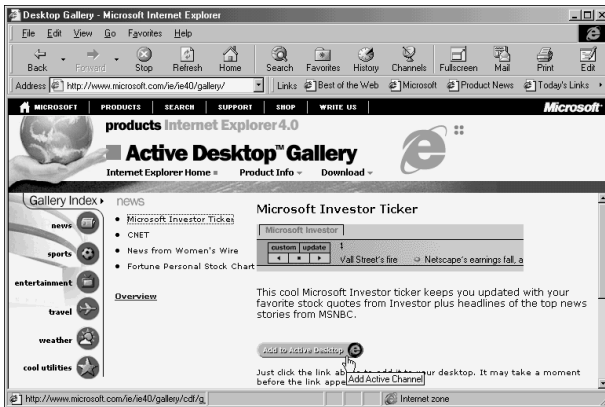 Desktop Gallery - Microsoft Internet Explorer
File Edit View Go Favorites Help
Back Forward Stop Refresh Home Search Favorites History Channels Fullscreen Mail Print Edit
Address http://www.microsoft.com/ie/ie40/gallery/ Links Best of the Web Microsoft Product News Today's Links
MICROSOFT PRODUCTS SEARCH SUPPORT SHOP WRITE US Microsoft
products Internet Explorer 4.0
Active Desktop™ Gallery
Internet Explorer Home Product Info Download
Gallery Index
news
sports
entertainment
travel
weather
cool utilities
news
Microsoft Investor Ticker
CNET
News from Women's Wire
Fortune Personal Stock Chart
Overview
Microsoft Investor Ticker
Microsoft Investor
custom update
Wall Street's fire Netscape's earnings fall, a
This cool Microsoft Investor ticker keeps you updated with your
favorite stock quotes from Investor plus headlines of the top news
stories from MSNBC.
Add to Active Desktop
Just click the link ab to add it to your desktop. It may take a moment
before the link appe
Add Active Channel
http://www.microsoft.com/ie/ie40/gallery/cdf/g Internet zone